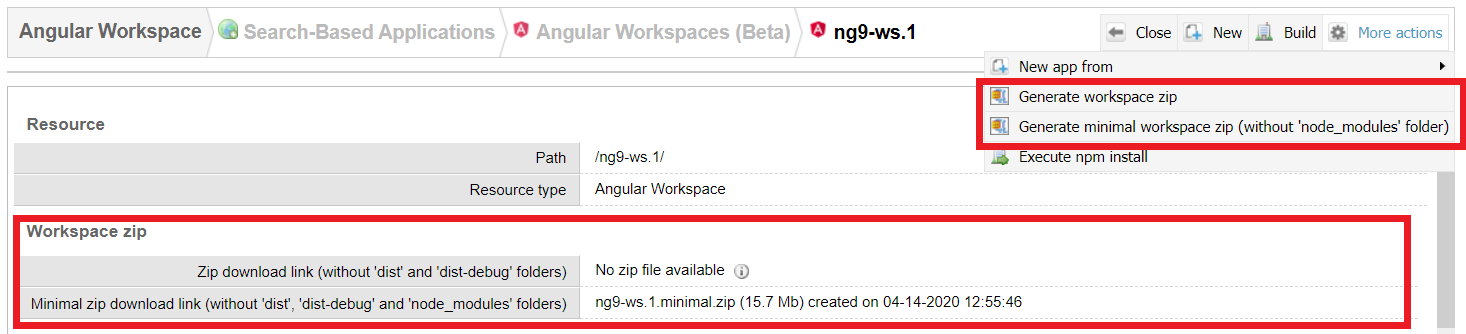 Angular Workspace Search-Based Applications Angular Workspaces (Beta) ng9-ws.1 Close New Build More actions
New app from
Generate workspace zip
Generate minimal workspace zip (without 'node_modules' folder)
Execute npm install
Resource
Path /ng9-ws.1/
Resource type Angular Workspace
Workspace zip
Zip download link (without 'dist' and 'dist-debug' folders) No zip file available
Minimal zip download link (without 'dist', 'dist-debug' and 'node_modules' folders) ng9-ws.1.minimal.zip (15.7 Mb) created on 04-14-2020 12:55:46